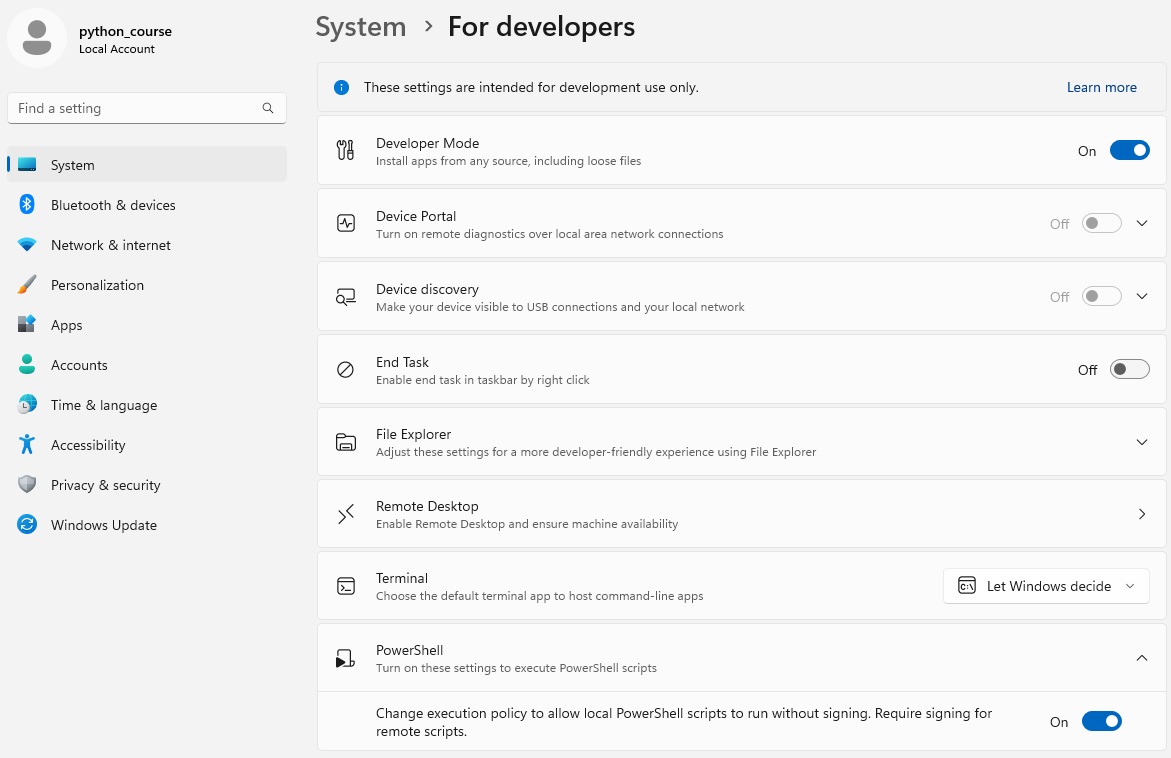 python_course
Local Account
Find a setting
System
Bluetooth & devices
Network & internet
Personalization
Apps
Accounts
Time & language
Accessibility
Privacy & security
Windows Update
System > For developers
These settings are intended for development use only.
Learn more
Developer Mode
Install apps from any source, including loose files
On
Device Portal
Turn on remote diagnostics over local area network connections
Off
Device discovery
Make your device visible to USB connections and your local network
Off
End Task
Enable end task in taskbar by right click
Off
File Explorer
Adjust these settings for a more developer-friendly experience using File Explorer
Remote Desktop
Enable Remote Desktop and ensure machine availability
Terminal
Choose the default terminal app to host command-line apps
Let Windows decide
PowerShell
Turn on these settings to execute PowerShell scripts
Change execution policy to allow local PowerShell scripts to run without signing. Require signing for
remote scripts.
On